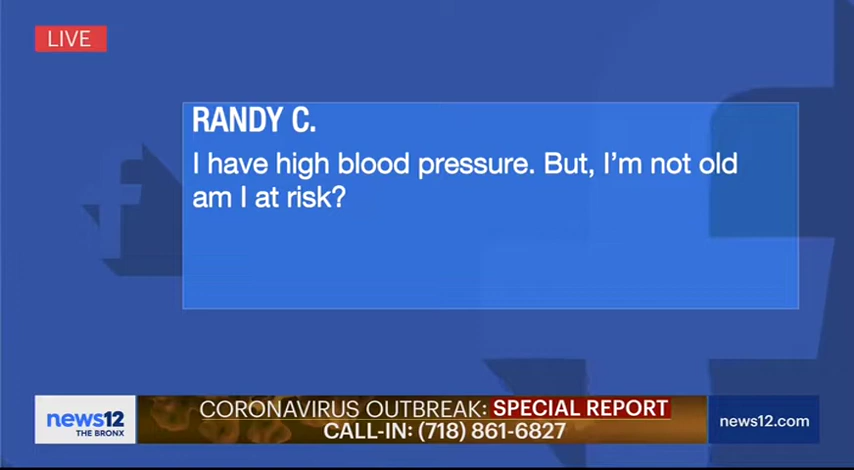 LIVE
RANDY C.
I have high blood pressure. But, I'm not old
am I at risk?
news12
THE BRONX
CORONAVIRUS OUTBREAK: SPECIAL REPORT
CALL-IN: (718) 861-6827
news12.com